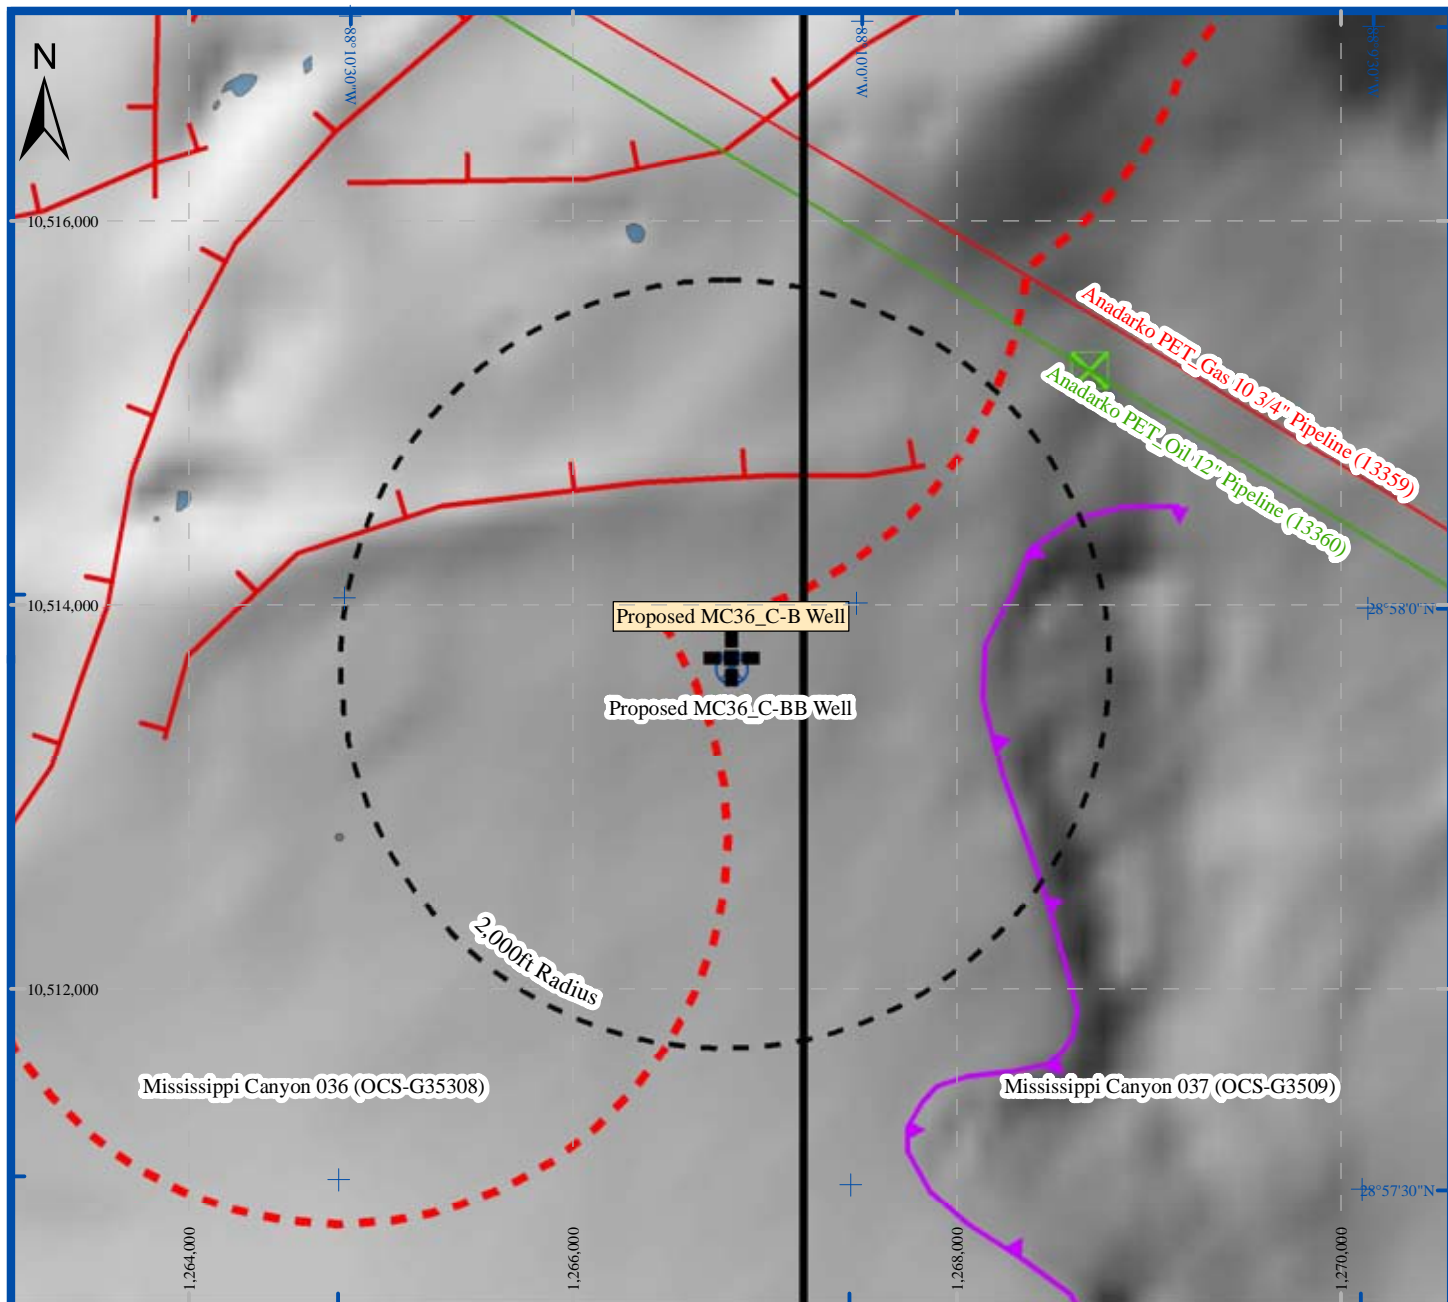 N
88°10'30"W
88°10'0"W
88°9'30"W
10,516,000
Anadarko PET_Gas 10 3/4" Pipeline (13359)
Anadarko PET_Oil 12" Pipeline (13360)
10,514,000
28°58'0"N
Proposed MC36_C-B Well
Proposed MC36_C-BB Well
2,000ft Radius
10,512,000
Mississippi Canyon 036 (OCS-G35308)
Mississippi Canyon 037 (OCS-G3509)
28°57'30"N
1,264,000
1,266,000
1,268,000
1,270,000